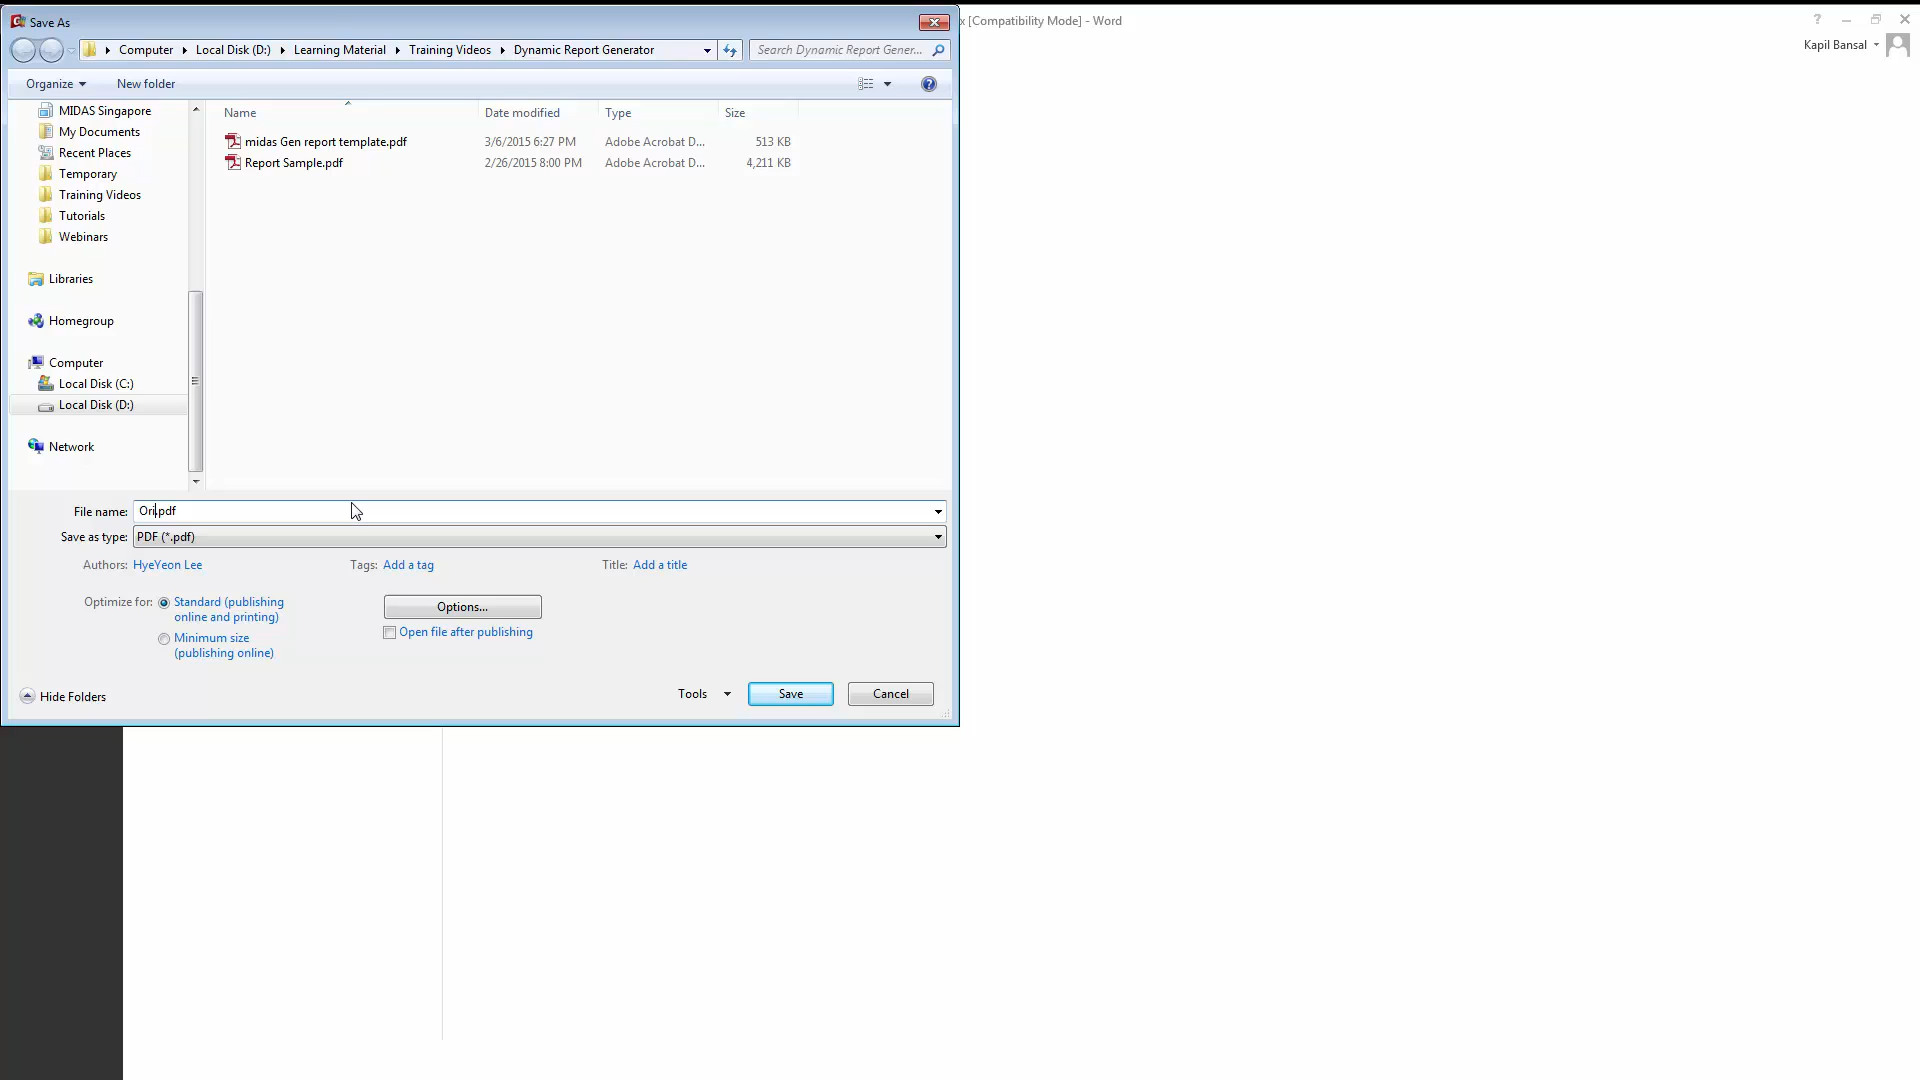 Save As
x [Compatibility Mode] - Word
?
Kapil Bansal
Computer Local Disk (D:) Learning Material Training Videos Dynamic Report Generator
Search Dynamic Report Gener...
Organize New folder
?
MIDAS Singapore
My Documents
Recent Places
Temporary
Training Videos
Tutorials
Webinars
Libraries
Homegroup
Computer
Local Disk (C:)
Local Disk (D:)
Network
Name Date modified Type Size
midas Gen report template.pdf 3/6/2015 6:27 PM Adobe Acrobat D... 513 KB
Report Sample.pdf 2/26/2015 8:00 PM Adobe Acrobat D... 4,211 KB
File name: Ori.pdf
Save as type: PDF (*.pdf)
Authors: HyeYeon Lee Tags: Add a tag Title: Add a title
Optimize for: Standard (publishing
online and printing)
Minimum size
(publishing online)
Options...
Open file after publishing
Hide Folders
Tools Save Cancel